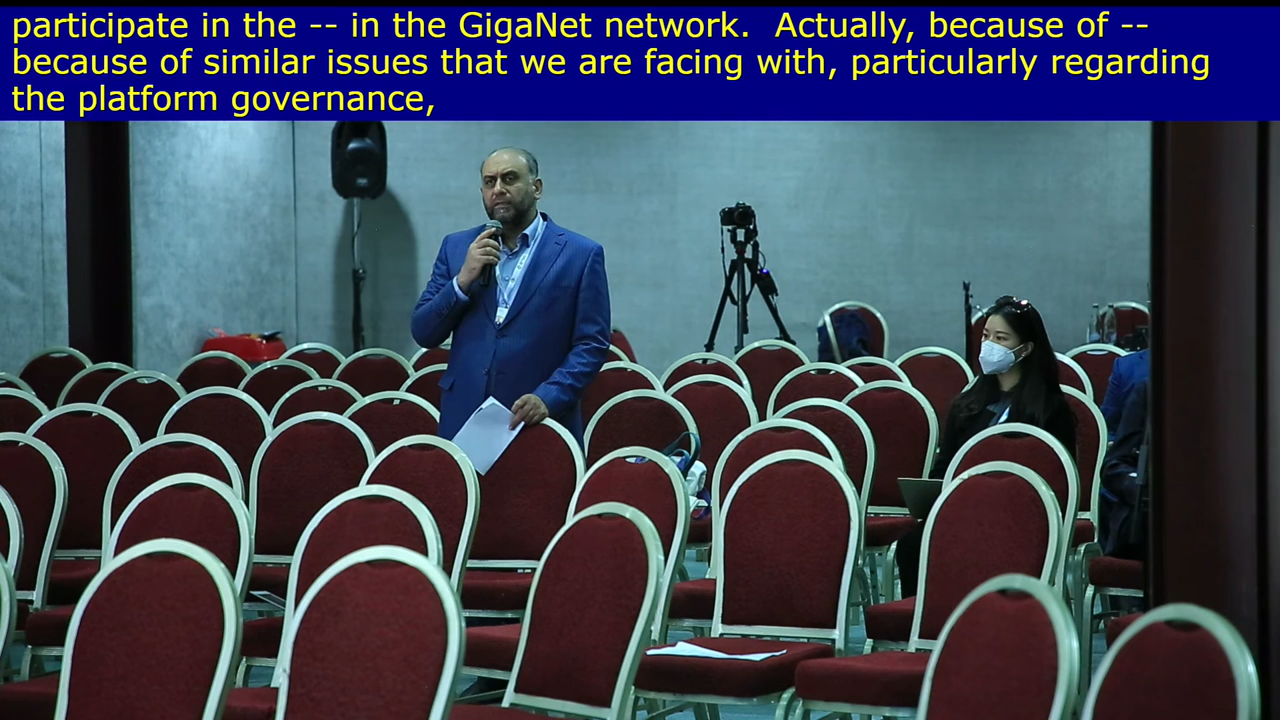 participate in the -- in the GigaNet network.  Actually, because of --
because of similar issues that we are facing with, particularly regarding
the platform governance,